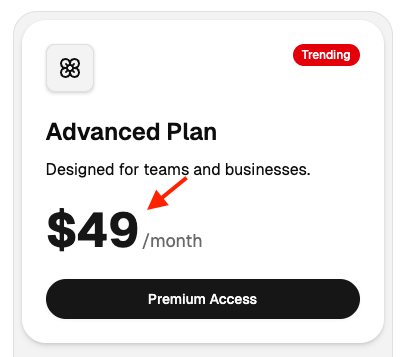 Trending
Advanced Plan
Designed for teams and businesses.
$49 /month
Premium Access